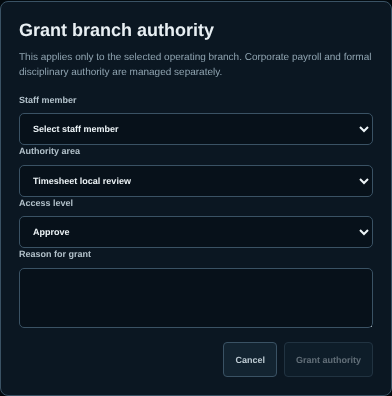 Grant branch authority
This applies only to the selected operating branch. Corporate payroll and formal
disciplinary authority are managed separately.
Staff member
Select staff member
Authority area
Timesheet local review
Access level
Approve
Reason for grant
Cancel
Grant authority